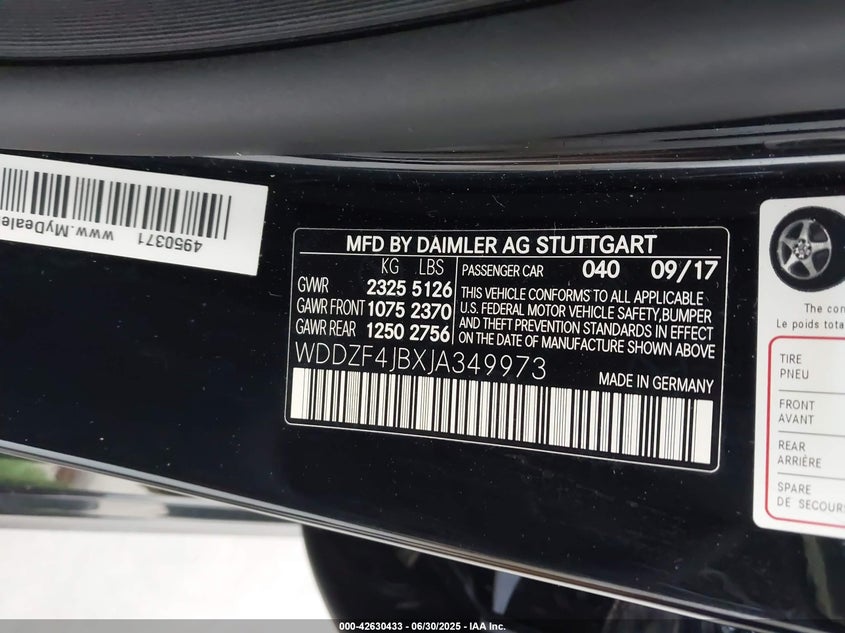 4950371
www.MyDeale
MFD BY DAIMLER AG STUTTGART
KG LBS
GVWR 2325 5126
GAWR FRONT 1075 2370
GAWR REAR 1250 2756
PASSENGER CAR 040 09/17
THIS VEHICLE CONFORMS TO ALL APPLICABLE
U.S. FEDERAL MOTOR VEHICLE SAFETY,BUMPER
AND THEFT PREVENTION STANDARDS IN EFFECT
ON THE DATE OF MANUFACTURE SHOWN ABOVE
WDDZF4JBXJA349973
MADE IN GERMANY
The con
Le poids tota
TIRE
PNEU
FRONT
AVANT
REAR
ARRIÈRE
SPARE
DE SECOUR
000-42630433 - 06/30/2025 - IAA Inc.